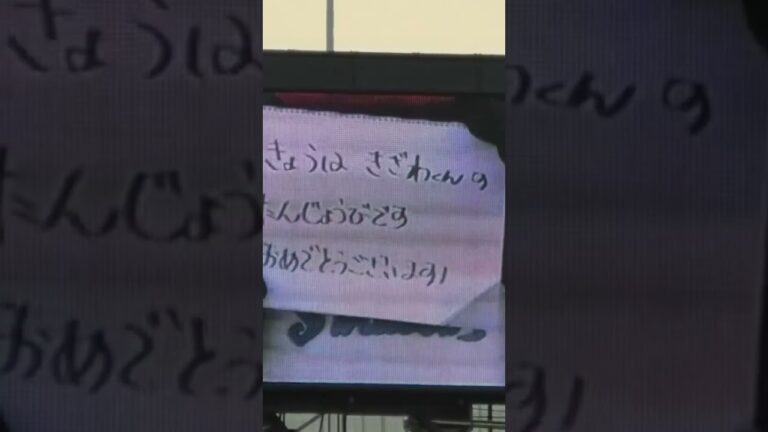 きょうは きざわくんの
たんじょうびです
おめでとうございます!